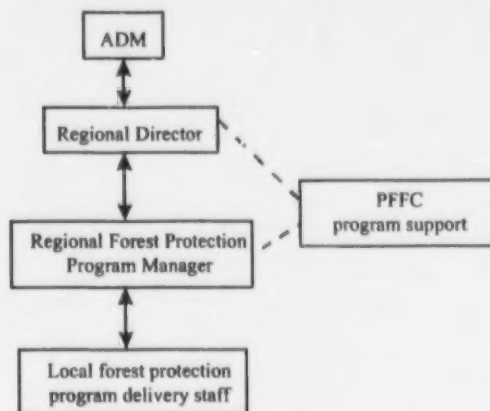 ADM
Regional Director
PFFC
program support
Regional Forest Protection
Program Manager
Local forest protection
program delivery staff